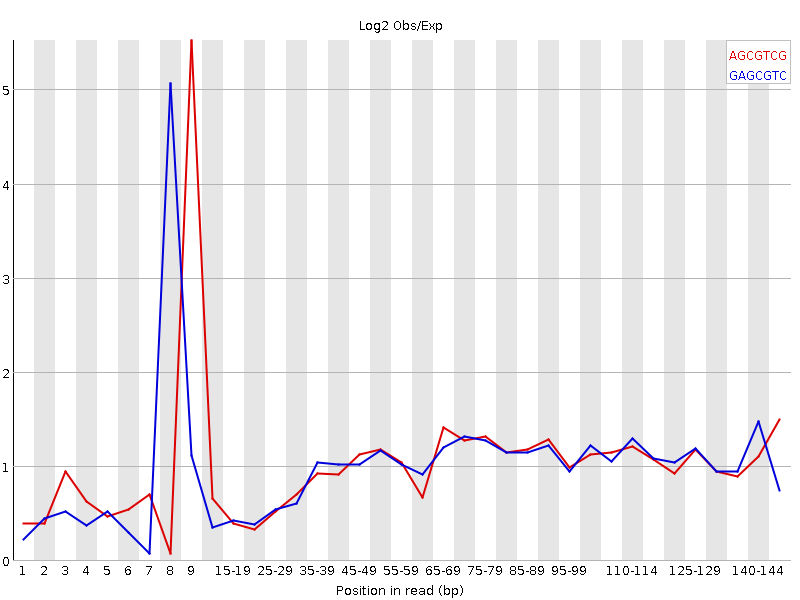 Log2 Obs/Exp
AGCGTCG
GAGCGTC
5
4
3
2
1
0
1 2 3 4 5 6 7 8 9 15-19 25-29 35-39 45-49 55-59 65-69 75-79 85-89 95-99 110-114 125-129 140-144
Position in read (bp)